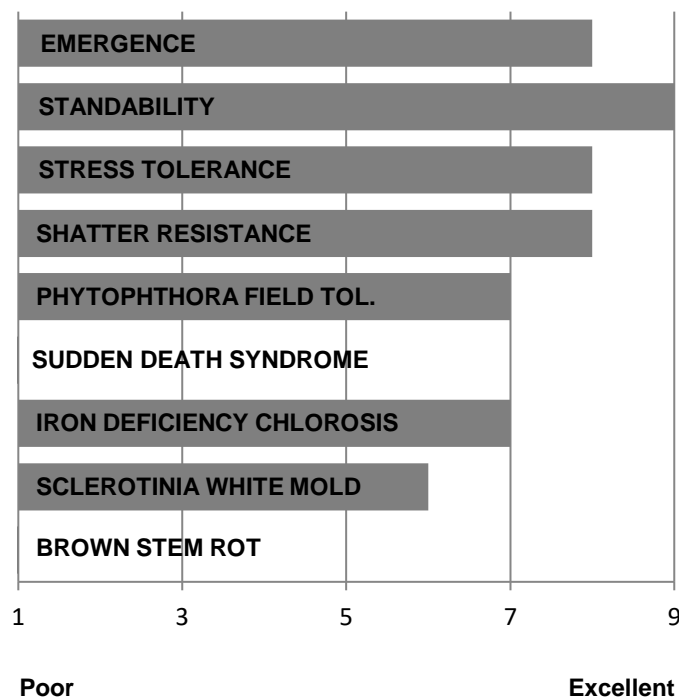 EMERGENCE
STANDABILITY
STRESS TOLERANCE
SHATTER RESISTANCE
PHYTOPHTHORA FIELD TOL.
SUDDEN DEATH SYNDROME
IRON DEFICIENCY CHLOROSIS
SCLEROTINIA WHITE MOLD
BROWN STEM ROT
1 3 5 7 9
Poor Excellent